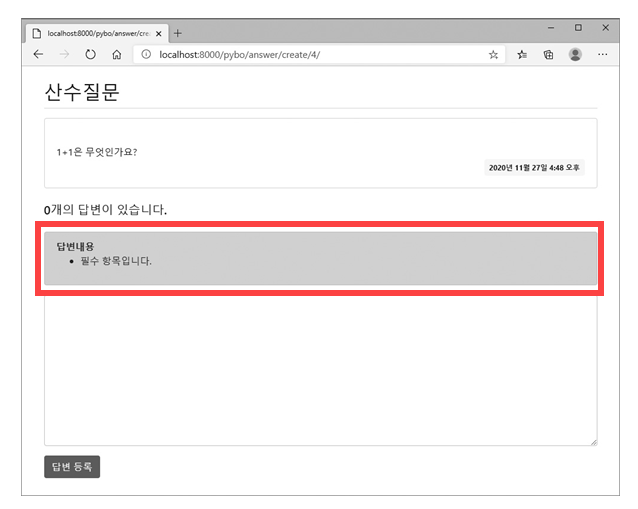 localhost:8000/pybo/answer/cre
localhost:8000/pybo/answer/create/4/
산수질문
1+1은 무엇인가요?
2020년 11월 27일 4:48 오후
0개의 답변이 있습니다.
답변내용
필수 항목입니다.
답변 등록